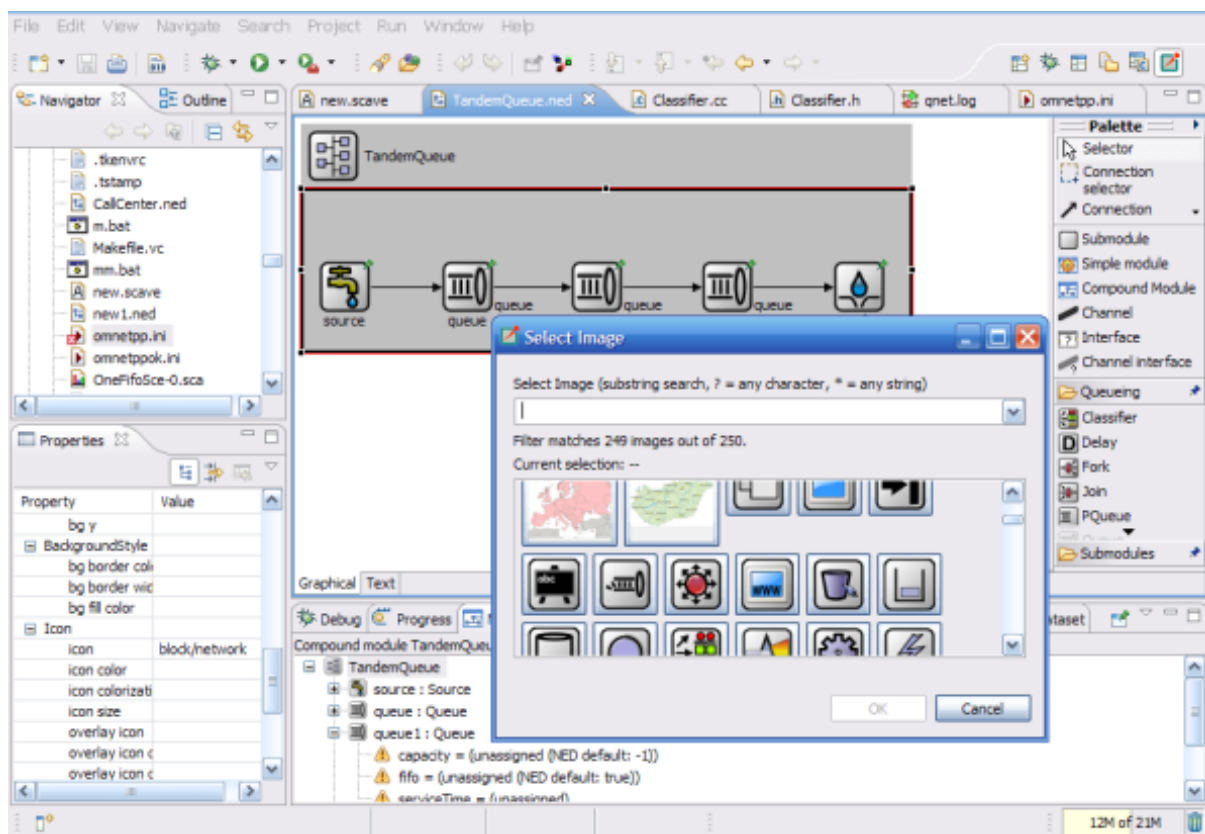 File Edit View Navigate Search Project Run Window Help
Navigator Outline
.tkenvrc
.tstamp
CallCenter.ned
m.bat
Makefile.vc
mm.bat
new.scave
new1.ned
omnetpp.ini
omnetppok.ini
OneFifoSce-0.sca
Properties
Property Value
bg y
BackgroundStyle
bg border colo
bg border wid
bg fill color
Icon
icon block/network
icon color
icon colorizati
icon size
overlay icon
overlay icon c
overlay icon c
new.scave TandemQueue.ned Classifier.cc Classifier.h qnet.log omnetpp.ini
TandemQueue
source queue queue queue queue
Graphical Text
Palette
Selector
Connection
selector
Connection
Submodule
Simple module
Compound Module
Channel
Interface
Channel interface
Queueing
Classifier
Delay
Fork
Join
PQueue
Submodules
Select Image
Select Image (substring search, ? = any character, * = any string)
Filter matches 249 images out of 250.
Current selection: --
abc
www
OK Cancel
Debug Progress
ataset
Compound module TandemQueu
TandemQueue
source : Source
queue : Queue
queue1 : Queue
capacity = (unassigned (NED default: -1))
fifo = (unassigned (NED default: true))
serviceTime = (unassigned)
12M of 21M